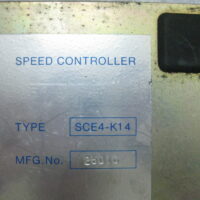 SPEED CONTROLLER
TYPE SCE4-K14
MFG.No.